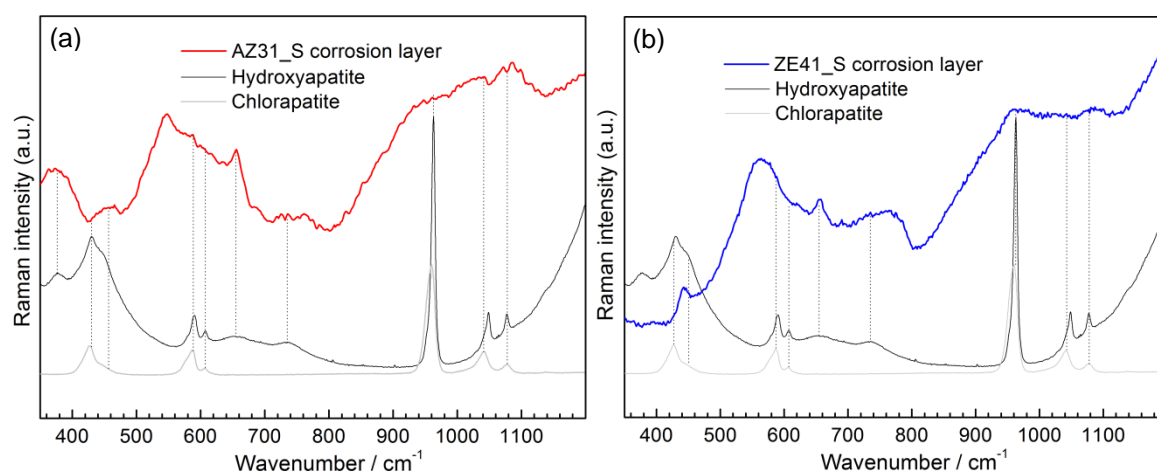 (a)
AZ31_S corrosion layer
Hydroxyapatite
Chlorapatite
Raman intensity (a.u.)
400 500 600 700 800 900 1000 1100
Wavenumber / cm⁻¹
(b)
ZE41_S corrosion layer
Hydroxyapatite
Chlorapatite
Raman intensity (a.u.)
400 500 600 700 800 900 1000 1100
Wavenumber / cm⁻¹